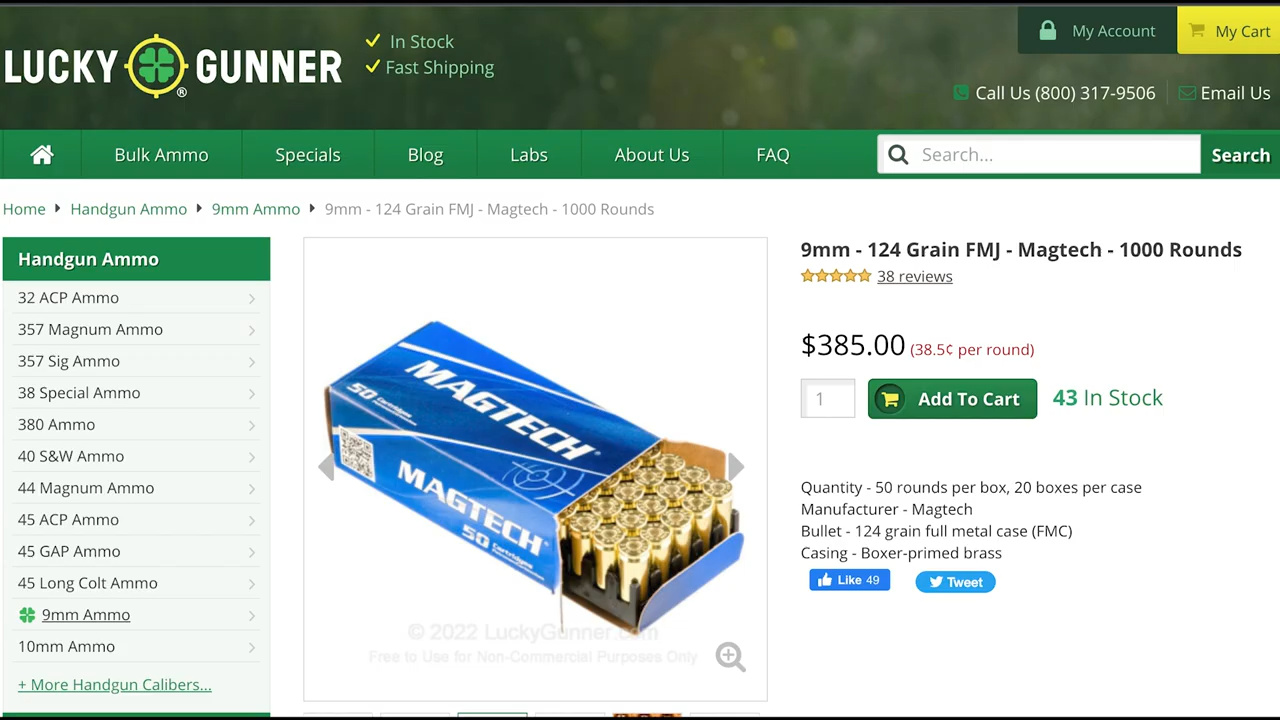 LUCKY GUNNER ®
In Stock
Fast Shipping
My Account
My Cart
Call Us (800) 317-9506
Email Us
Bulk Ammo
Specials
Blog
Labs
About Us
FAQ
Search...
Search
Home
Handgun Ammo
9mm Ammo
9mm - 124 Grain FMJ - Magtech - 1000 Rounds
Handgun Ammo
32 ACP Ammo
357 Magnum Ammo
357 Sig Ammo
38 Special Ammo
380 Ammo
40 S&W Ammo
44 Magnum Ammo
45 ACP Ammo
45 GAP Ammo
45 Long Colt Ammo
9mm Ammo
10mm Ammo
+ More Handgun Calibers...
MAGTECH
50 Cartridges
MAGTECH
50 Cartridges
© 2022 LuckyGunner.com
Free to Use for Non-Commercial Purposes Only
9mm - 124 Grain FMJ - Magtech - 1000 Rounds
38 reviews
$385.00 (38.5¢ per round)
1
Add To Cart
43 In Stock
Quantity - 50 rounds per box, 20 boxes per case
Manufacturer - Magtech
Bullet - 124 grain full metal case (FMC)
Casing - Boxer-primed brass
Like 49
Tweet